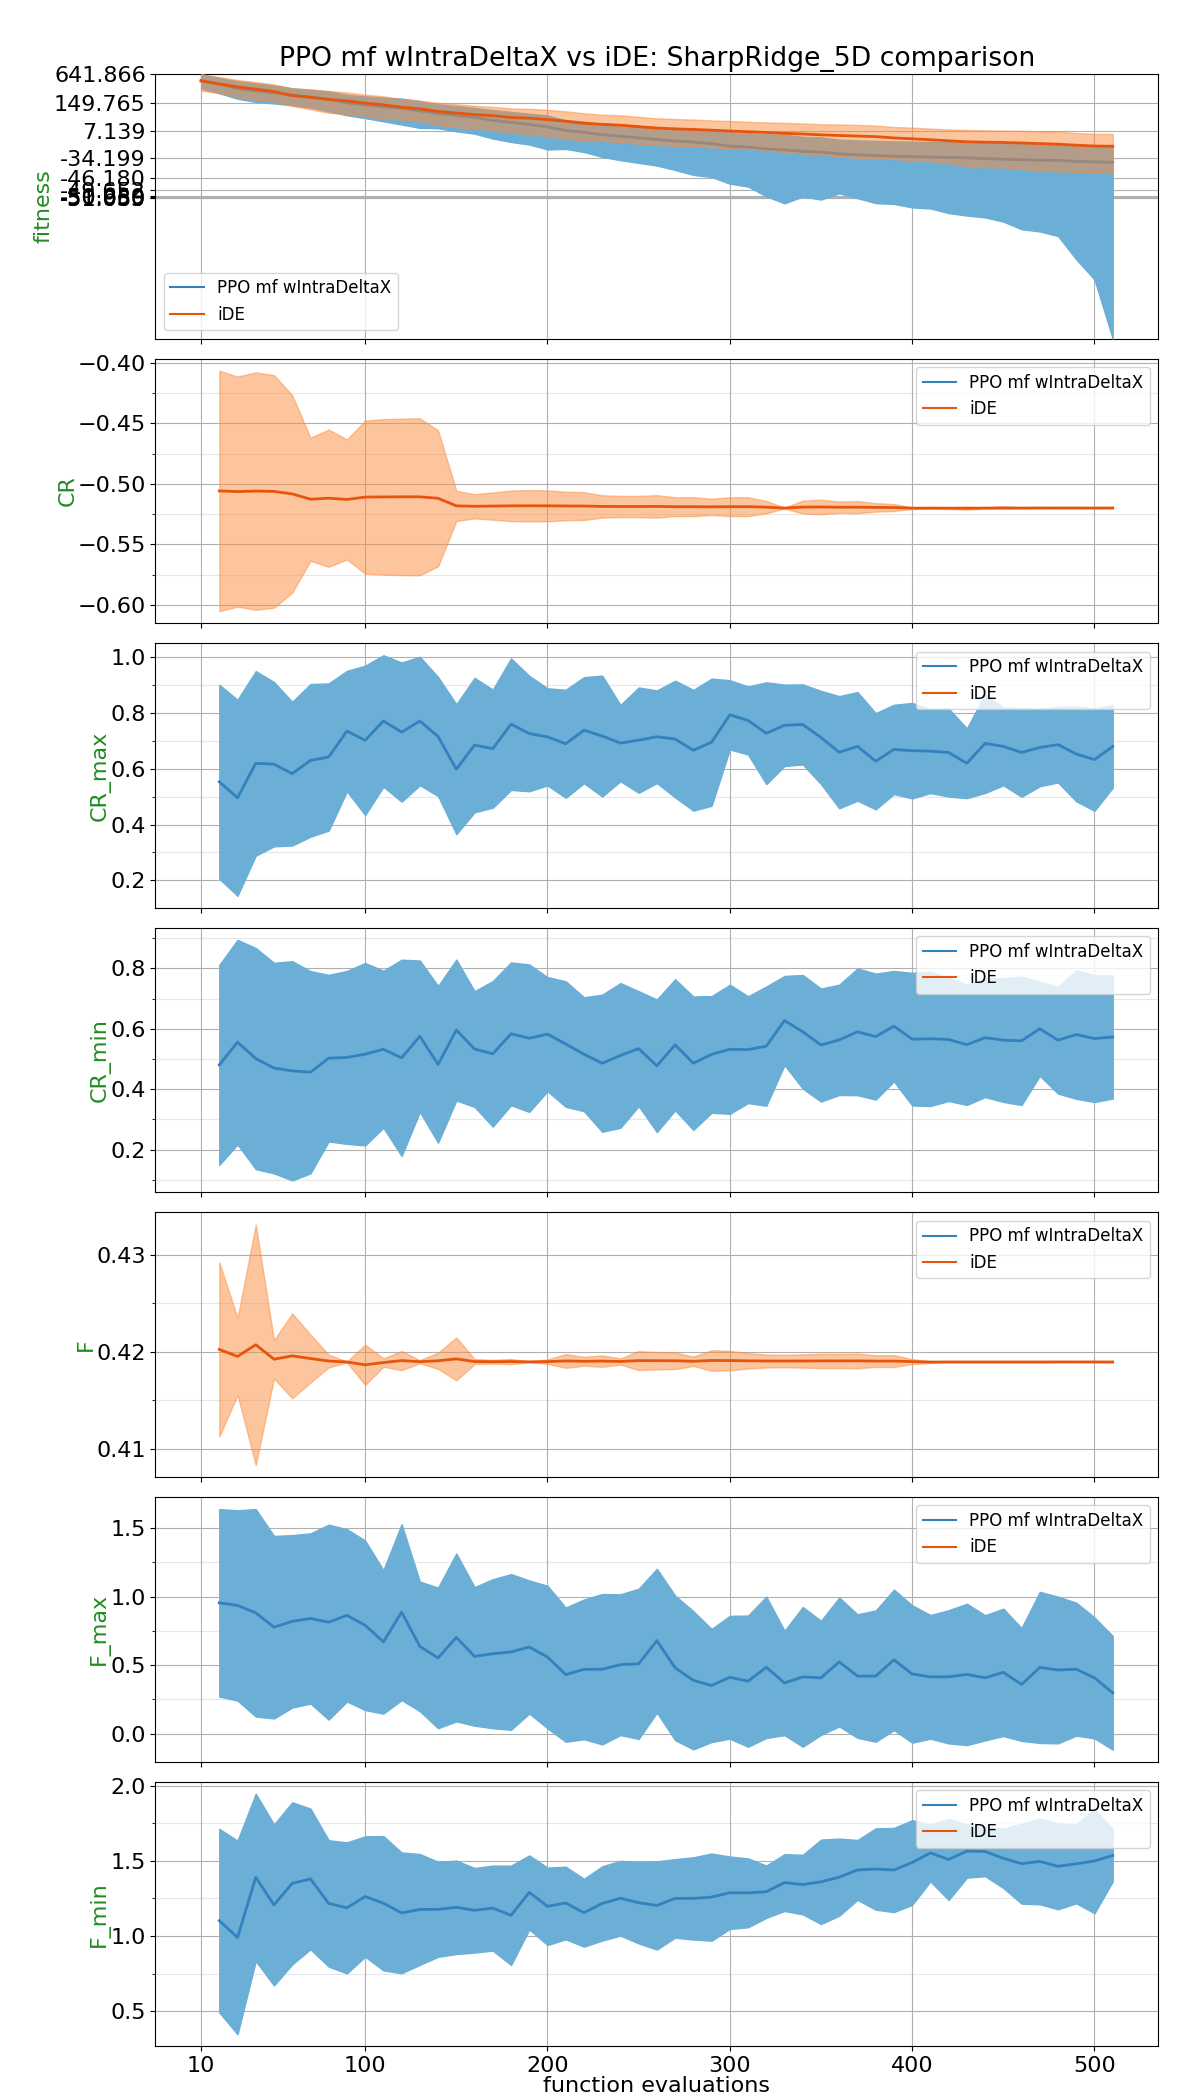 PPO mf wIntraDeltaX vs iDE: SharpRidge_5D comparison
641.866
149.765
7.139
-34.199
-46.180
fitness
PPO mf wIntraDeltaX
iDE
−0.40
−0.45
−0.50
−0.55
−0.60
CR
PPO mf wIntraDeltaX
iDE
1.0
0.8
0.6
0.4
0.2
CR_max
PPO mf wIntraDeltaX
iDE
0.8
0.6
0.4
0.2
CR_min
PPO mf wIntraDeltaX
iDE
0.43
0.42
0.41
F
PPO mf wIntraDeltaX
iDE
1.5
1.0
0.5
0.0
F_max
PPO mf wIntraDeltaX
iDE
2.0
1.5
1.0
0.5
F_min
PPO mf wIntraDeltaX
iDE
10 100 200 300 400 500
function evaluations